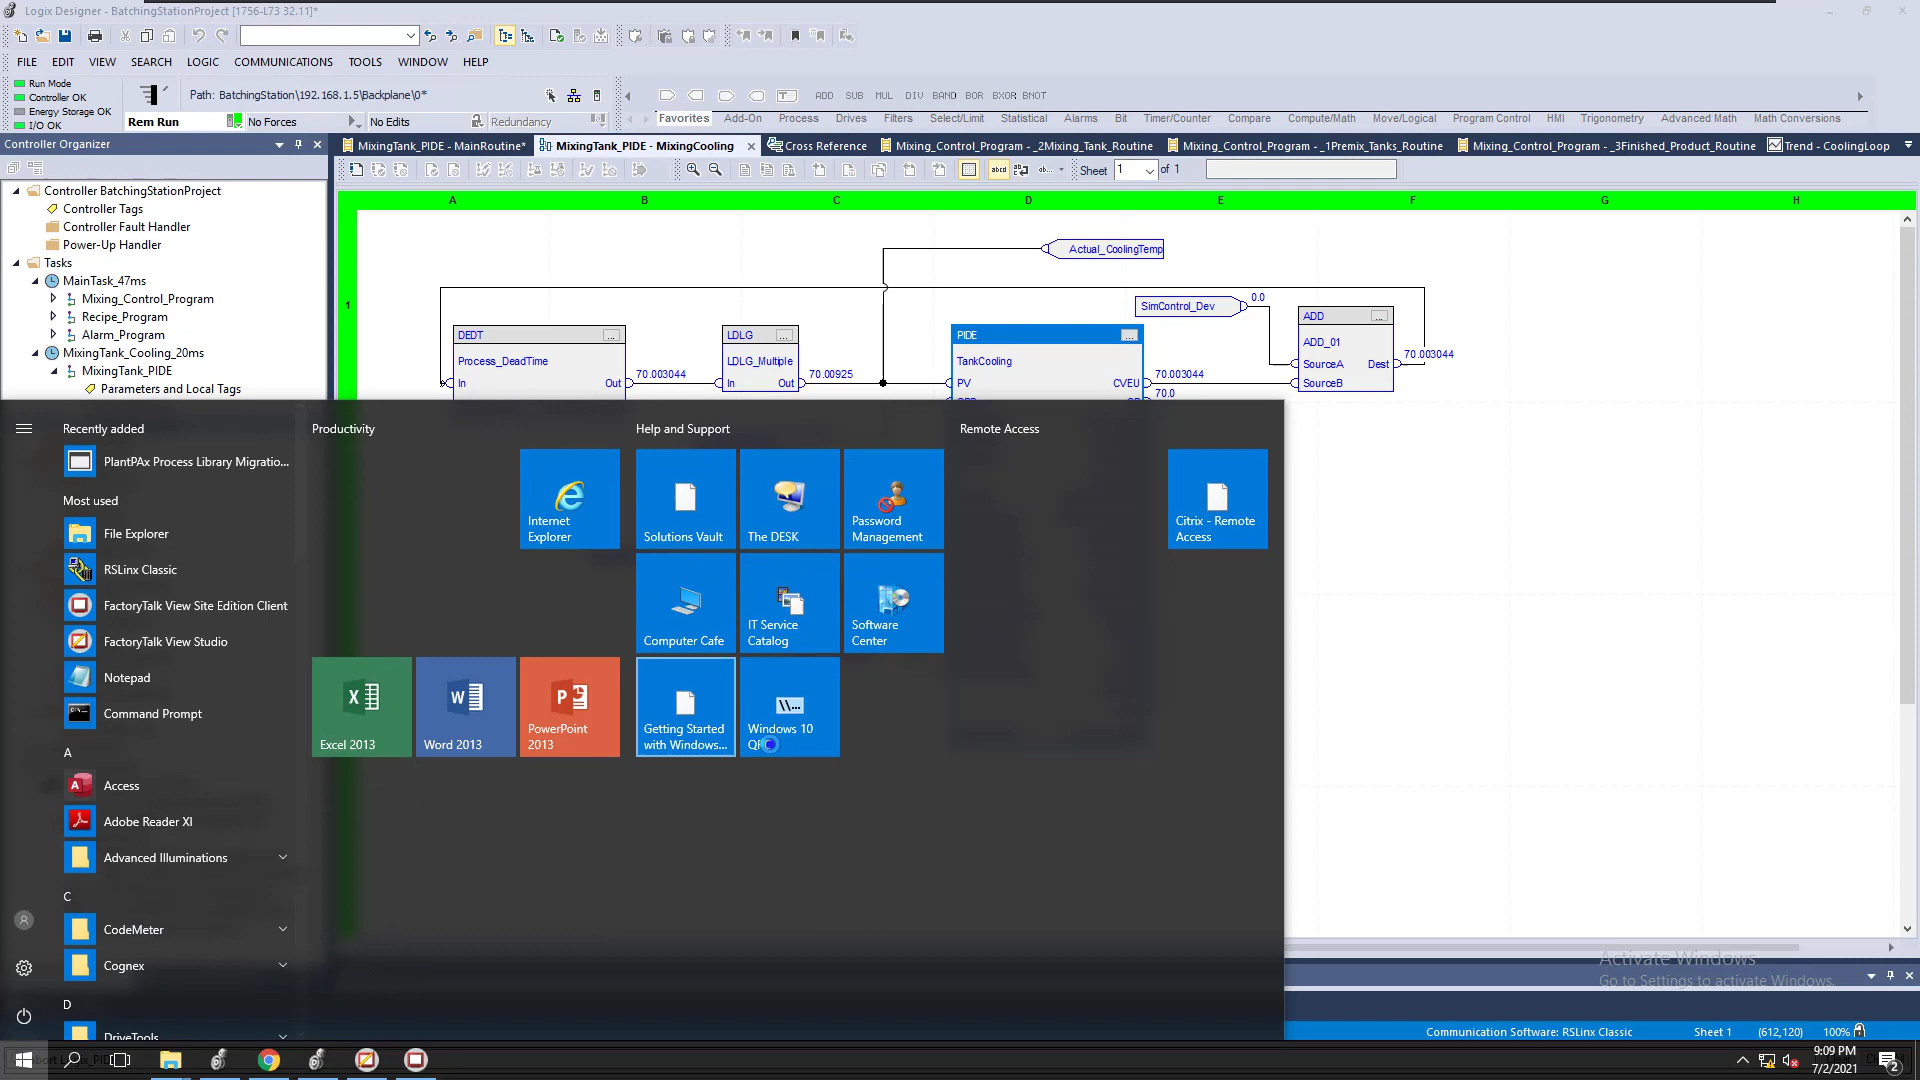 Logix Designer - BatchingStationProject [1756-L73 32.11]*
FILE EDIT VIEW SEARCH LOGIC COMMUNICATIONS TOOLS WINDOW HELP
Run Mode
Controller OK
Energy Storage OK
I/O OK
Path: BatchingStation\192.168.1.5\Backplane\0*
Rem Run No Forces No Edits Redundancy
ADD SUB MUL DIV BAND BOR BXOR BNOT
Favorites Add-On Process Drives Filters Select/Limit Statistical Alarms Bit Timer/Counter Compare Compute/Math Move/Logical Program Control HMI Trigonometry Advanced Math Math Conversions
Controller Organizer
MixingTank_PIDE - MainRoutine* MixingTank_PIDE - MixingCooling Cross Reference Mixing_Control_Program - _2Mixing_Tank_Routine Mixing_Control_Program - _1Premix_Tanks_Routine Mixing_Control_Program - _3Finished_Product_Routine Trend - CoolingLoop
abcd ab... Sheet 1 of 1
Controller BatchingStationProject
Controller Tags
Controller Fault Handler
Power-Up Handler
Tasks
MainTask_47ms
Mixing_Control_Program
Recipe_Program
Alarm_Program
MixingTank_Cooling_20ms
MixingTank_PIDE
Parameters and Local Tags
A B C D E F G H
1
Actual_CoolingTemp
SimControl_Dev 0.0
DEDT ...
Process_DeadTime
In Out
70.003044
LDLG ...
LDLG_Multiple
In Out
70.00925
PIDE ...
TankCooling
PV CVEU
70.003044
70.0
ADD ...
ADD_01
SourceA Dest
SourceB
70.003044
Recently added
PlantPAx Process Library Migratio...
Most used
File Explorer
RSLinx Classic
FactoryTalk View Site Edition Client
FactoryTalk View Studio
Notepad
Command Prompt
A
Access
Adobe Reader XI
Advanced Illuminations
C
CodeMeter
Cognex
D
DriveTools
Productivity
Internet Explorer
Excel 2013
Word 2013
PowerPoint 2013
Help and Support
Solutions Vault
The DESK
Password Management
Computer Cafe
IT Service Catalog
Software Center
Getting Started with Windows...
Windows 10
Remote Access
Citrix - Remote Access
Activate Windows
Go to Settings to activate Windows.
Communication Software: RSLinx Classic Sheet 1 (612,120) 100%
9:09 PM
7/2/2021
2